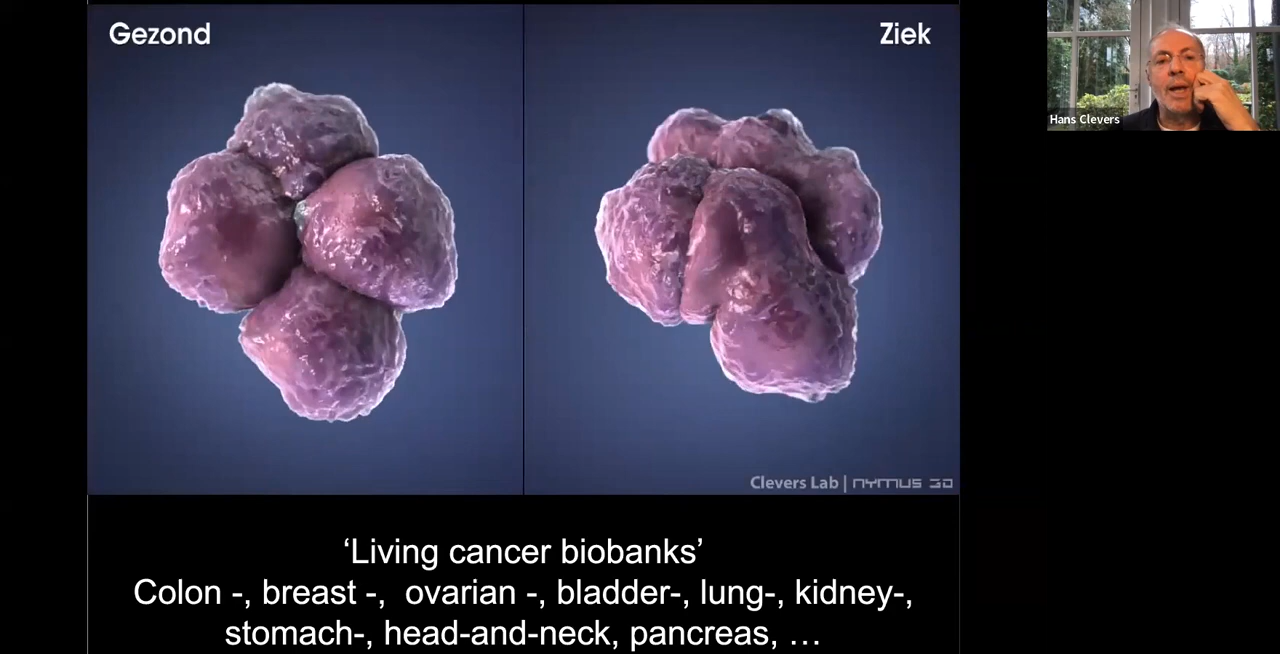 Gezond
Ziek
Hans Clevers
Clevers Lab | NYMUS 3D
‘Living cancer biobanks’
Colon -, breast -, ovarian -, bladder-, lung-, kidney-,
stomach-, head-and-neck, pancreas, …